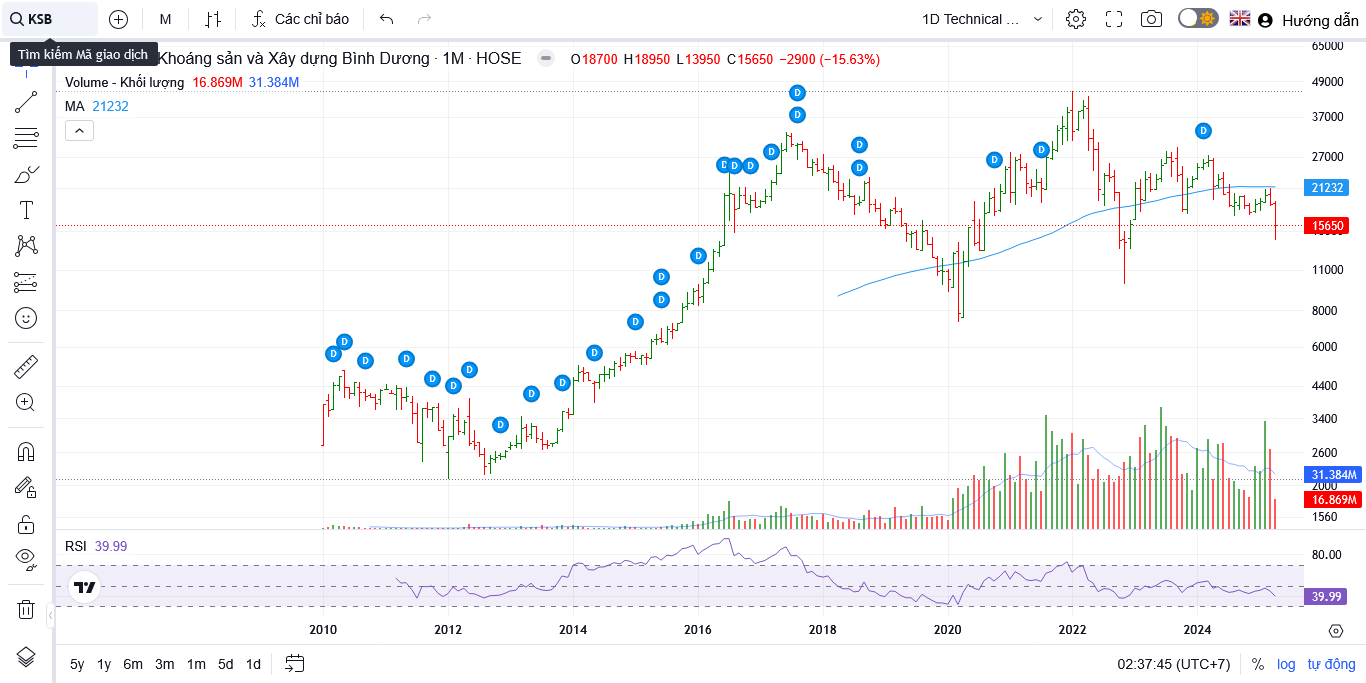 KSB
M
Các chỉ báo
1D Technical ...
Hướng dẫn
Tìm kiếm Mã giao dịch
Khoáng sản và Xây dựng Bình Dương · 1M · HOSE
O18700 H18950 L13950 C15650 −2900 (−15.63%)
Volume - Khối lượng 16.869M 31.384M
MA 21232
65000
49000
37000
27000
21232
15650
11000
8000
6000
4400
3400
2600
31.384M
2000
16.869M
1560
D D D D D D D D D D D D D D D D D D D D D D D D D D D D
RSI 39.99
80.00
39.99
2010 2012 2014 2016 2018 2020 2022 2024
5y 1y 6m 3m 1m 5d 1d
02:37:45 (UTC+7) % log tự động